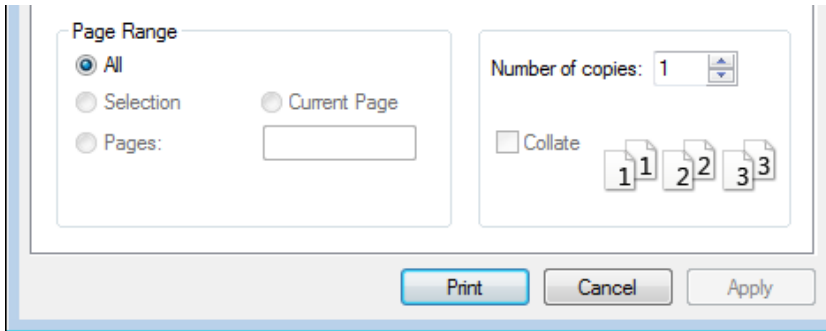 Page Range
All
Selection Current Page
Pages:
Number of copies: 1
Collate
1 1 2 2 3 3
Print Cancel Apply